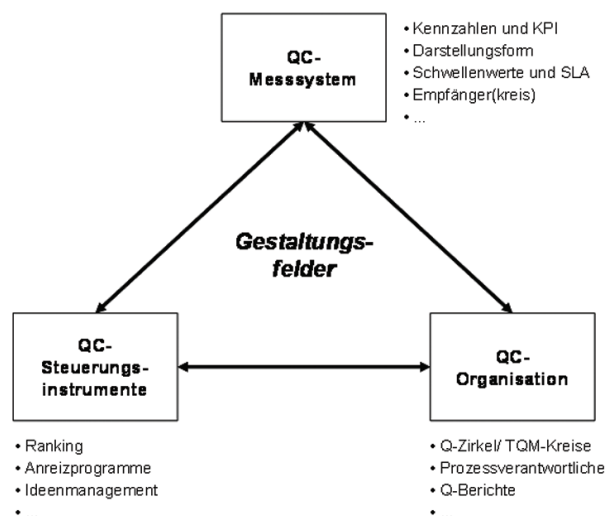 QC-
Messsystem
• Kennzahlen und KPI
• Darstellungsform
• Schwellenwerte und SLA
• Empfänger(kreis)
• ...
Gestaltungs-
felder
QC-
Steuerungs-
instrumente
QC-
Organisation
• Ranking
• Anreizprogramme
• Ideenmanagement
•
• Q-Zirkel/ TQM-Kreise
• Prozessverantwortliche
• Q-Berichte
•